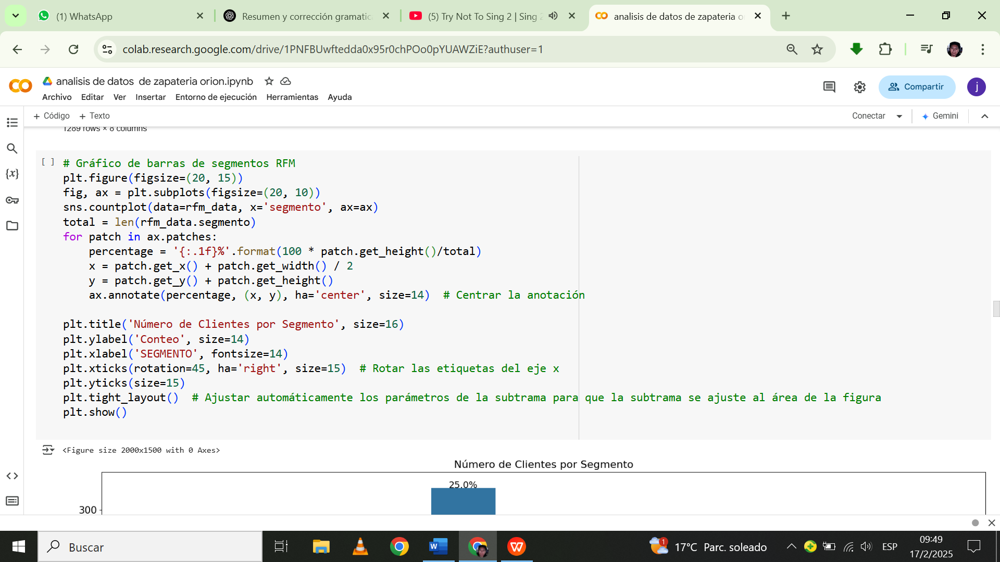 (1) WhatsApp
Resumen y corrección gramatic
(5) Try Not To Sing 2 | Sing 2
analisis de datos de zapateria o
colab.research.google.com/drive/1PNFBUwftedda0x95r0chPOo0pYUAWZiE?authuser=1
analisis de datos  de zapateria orion.ipynb
Archivo Editar Ver Insertar Entorno de ejecución Herramientas Ayuda
Compartir
j
+ Código + Texto
Conectar
Gemini
1289 rows × 8 columns
[ ]
# Gráfico de barras de segmentos RFM
plt.figure(figsize=(20, 15))
fig, ax = plt.subplots(figsize=(20, 10))
sns.countplot(data=rfm_data, x='segmento', ax=ax)
total = len(rfm_data.segmento)
for patch in ax.patches:
    percentage = '{:.1f}%'.format(100 * patch.get_height()/total)
    x = patch.get_x() + patch.get_width() / 2
    y = patch.get_y() + patch.get_height()
    ax.annotate(percentage, (x, y), ha='center', size=14)  # Centrar la anotación
plt.title('Número de Clientes por Segmento', size=16)
plt.ylabel('Conteo', size=14)
plt.xlabel('SEGMENTO', fontsize=14)
plt.xticks(rotation=45, ha='right', size=15)  # Rotar las etiquetas del eje x
plt.yticks(size=15)
plt.tight_layout()  # Ajustar automáticamente los parámetros de la subtrama para que la subtrama se ajuste al área de la figura
plt.show()
<Figure size 2000x1500 with 0 Axes>
Número de Clientes por Segmento
25.0%
300
Buscar
W
1
17°C Parc. soleado
ESP
09:49
17/2/2025